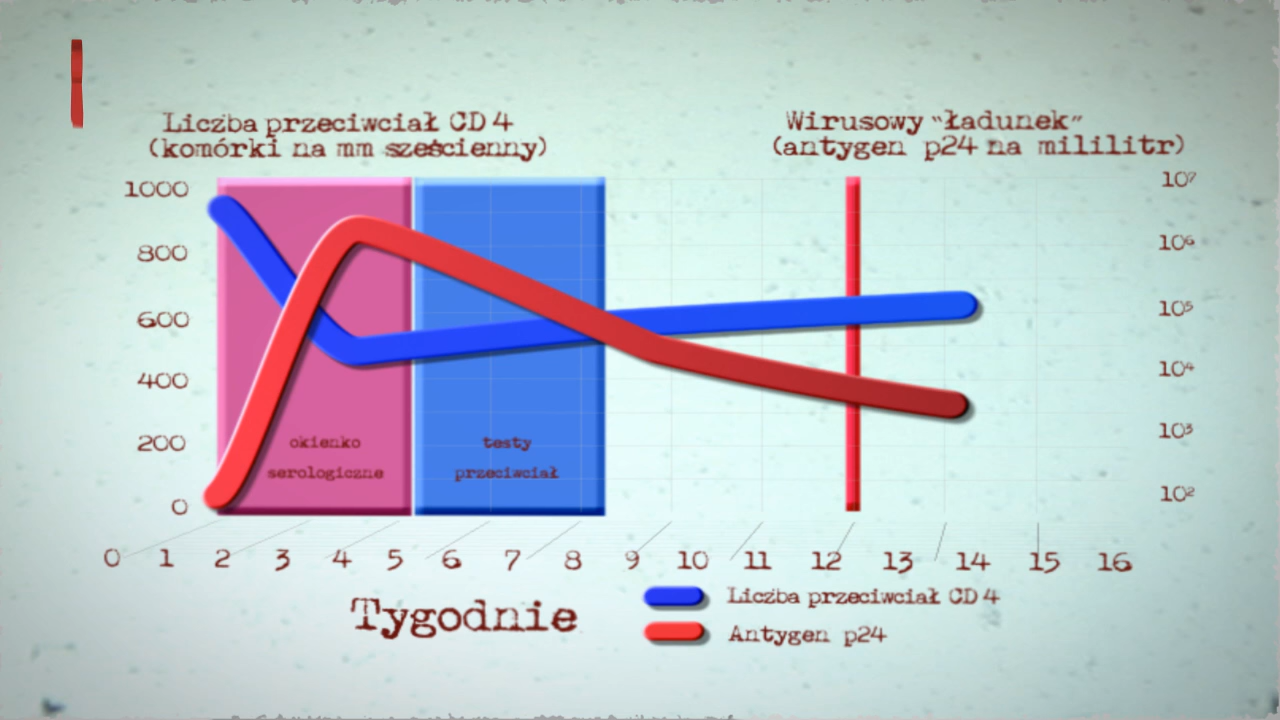 Liczba przeciwciał CD 4
(komórki na mm sześcienny)
Wirusowy "ładunek"
(antygen p24 na mililitr)
1000
800
600
400
200
0
10⁷
10⁶
10⁵
10⁴
10³
10²
okienko
serologiczne
testy
przeciwciał
0 1 2 3 4 5 6 7 8 9 10 11 12 13 14 15 16
Tygodnie
Liczba przeciwciał CD 4
Antygen p24